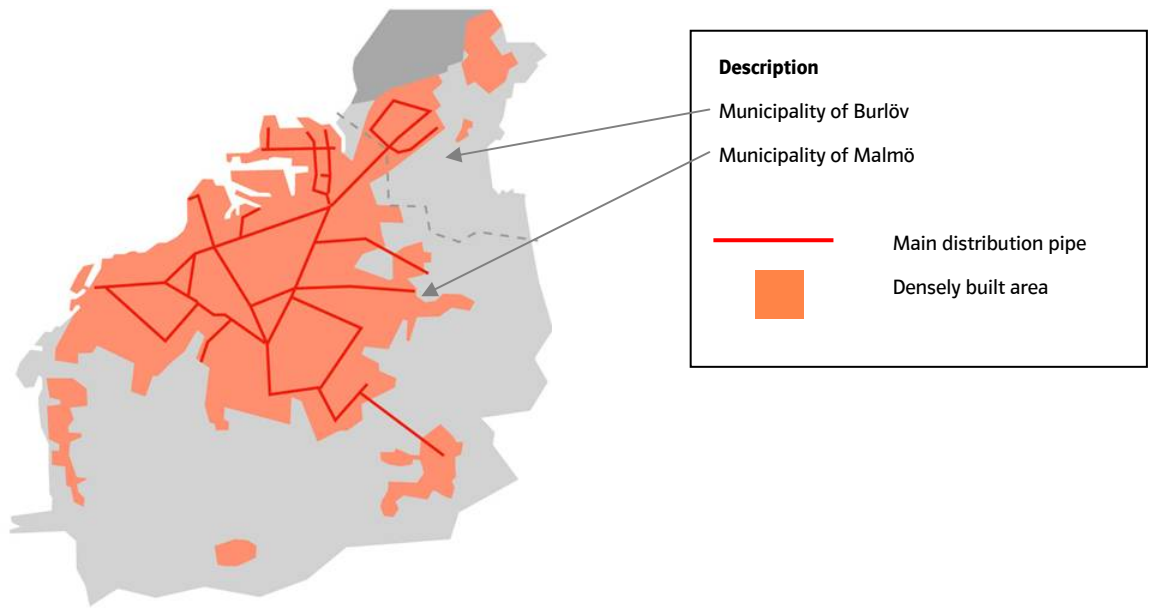 Description
Municipality of Burlöv
Municipality of Malmö
Main distribution pipe
Densely built area